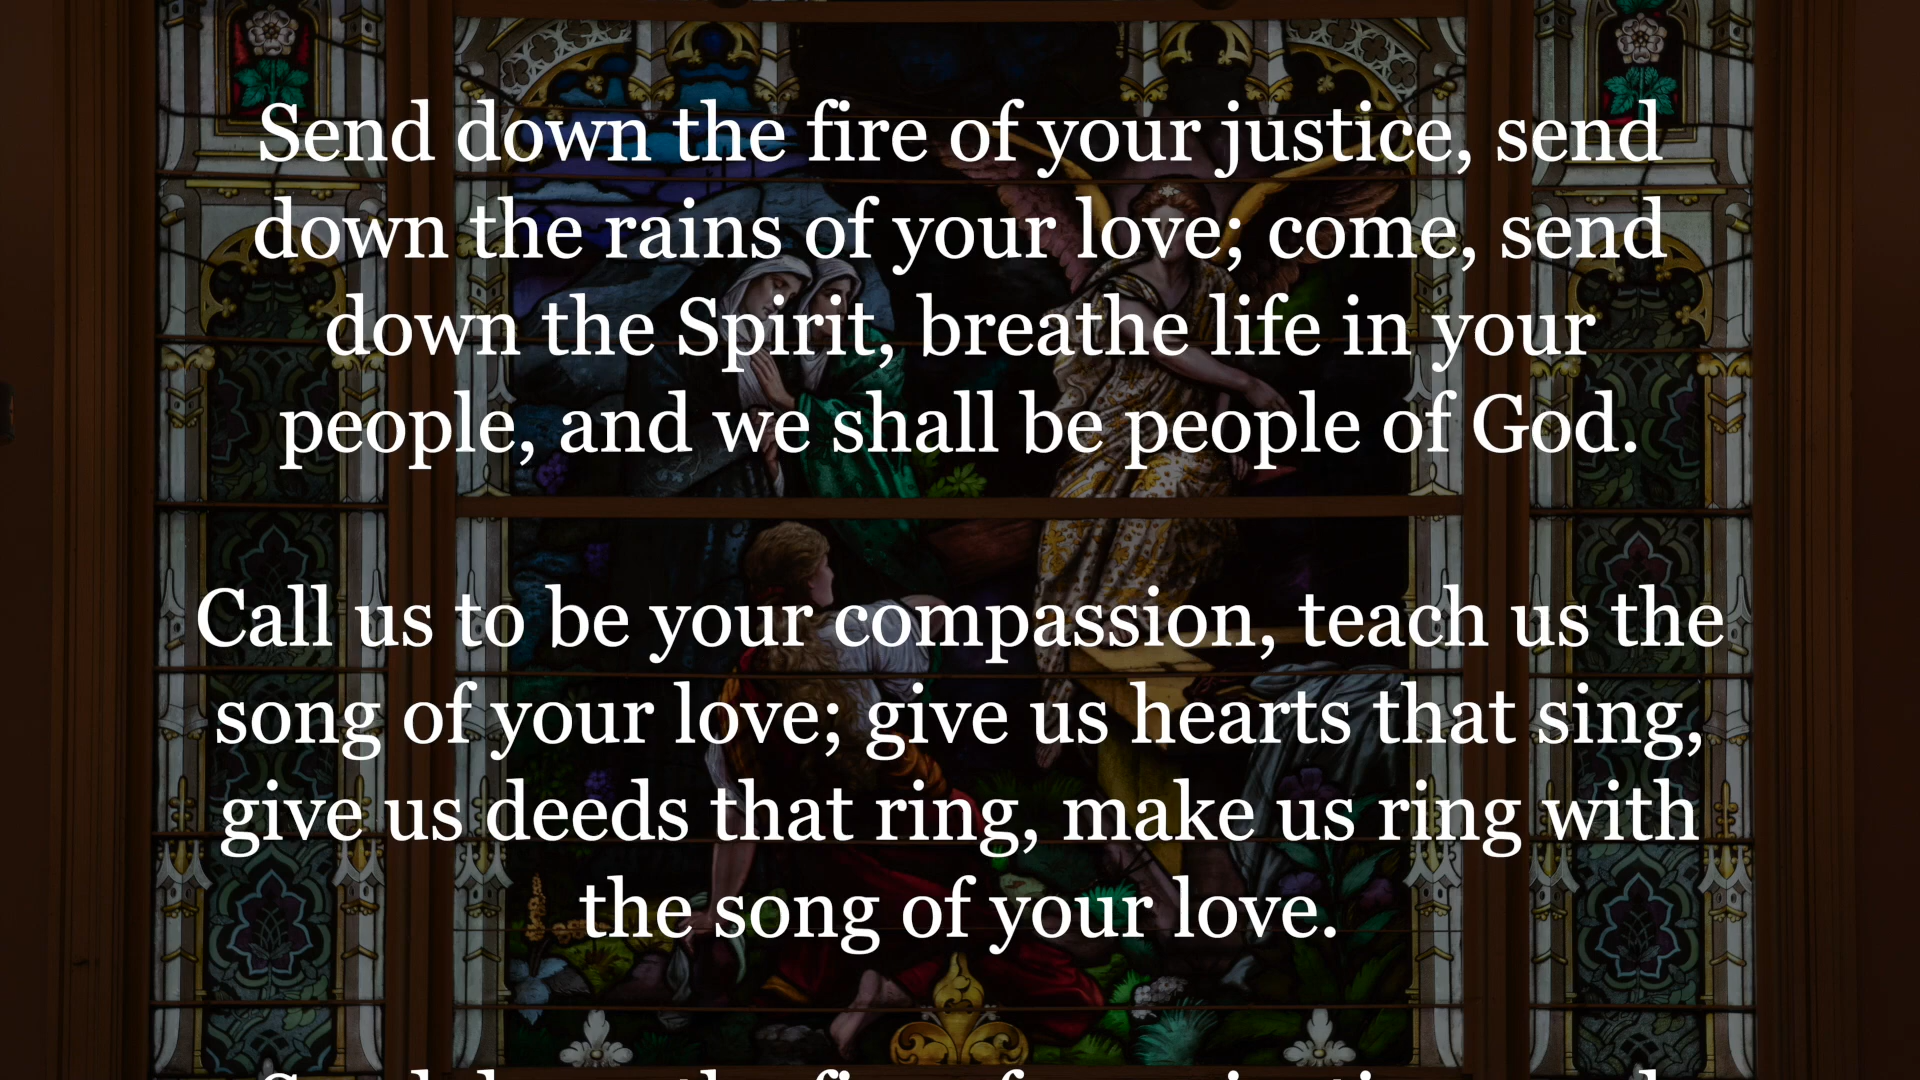 Send down the fire of your justice, send
down the rains of your love; come, send
down the Spirit, breathe life in your
people, and we shall be people of God.
Call us to be your compassion, teach us the
song of your love; give us hearts that sing,
give us deeds that ring, make us ring with
the song of your love.